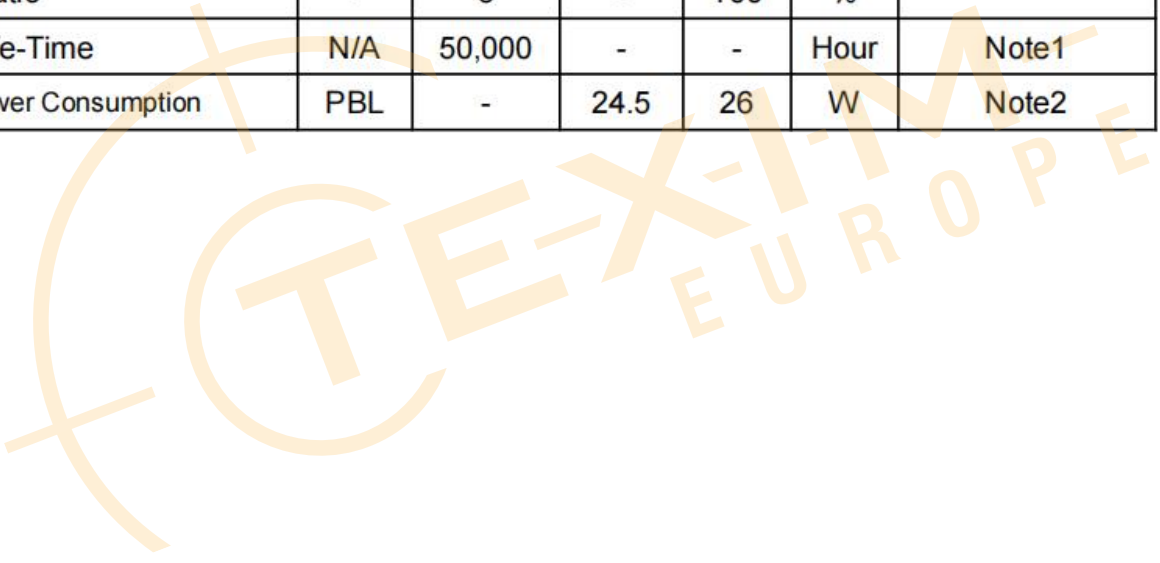 e-Time N/A 50,000 - - Hour Note1
wer Consumption PBL - 24.5 26 W Note2
TEXIM
EUROPE